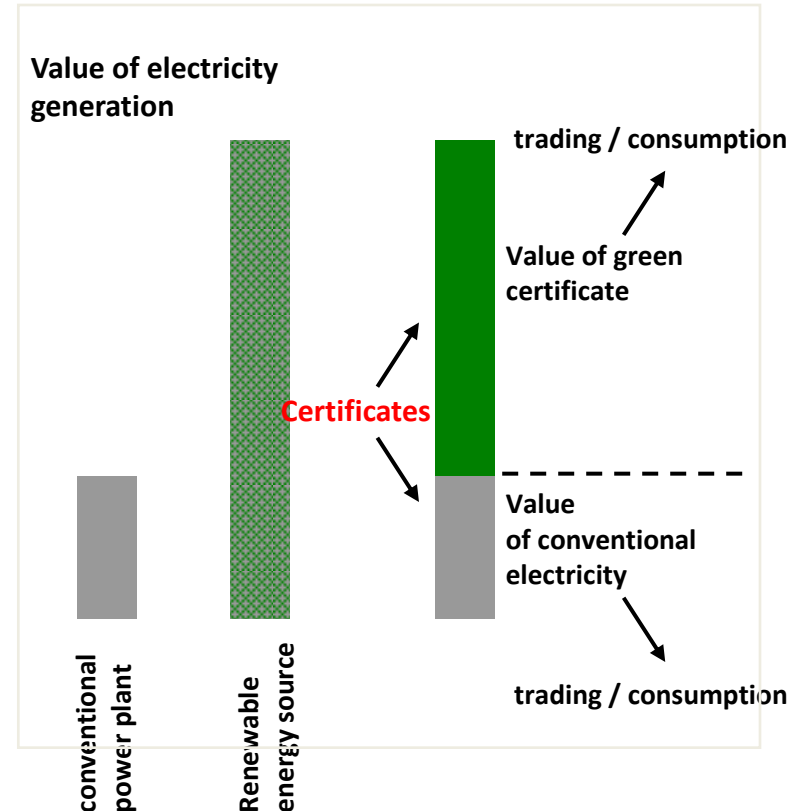 Value of electricity
generation
trading / consumption
Value of green
certificate
Certificates
Value
of conventional
electricity
trading / consumption
conventional
power plant
Renewable
energy source